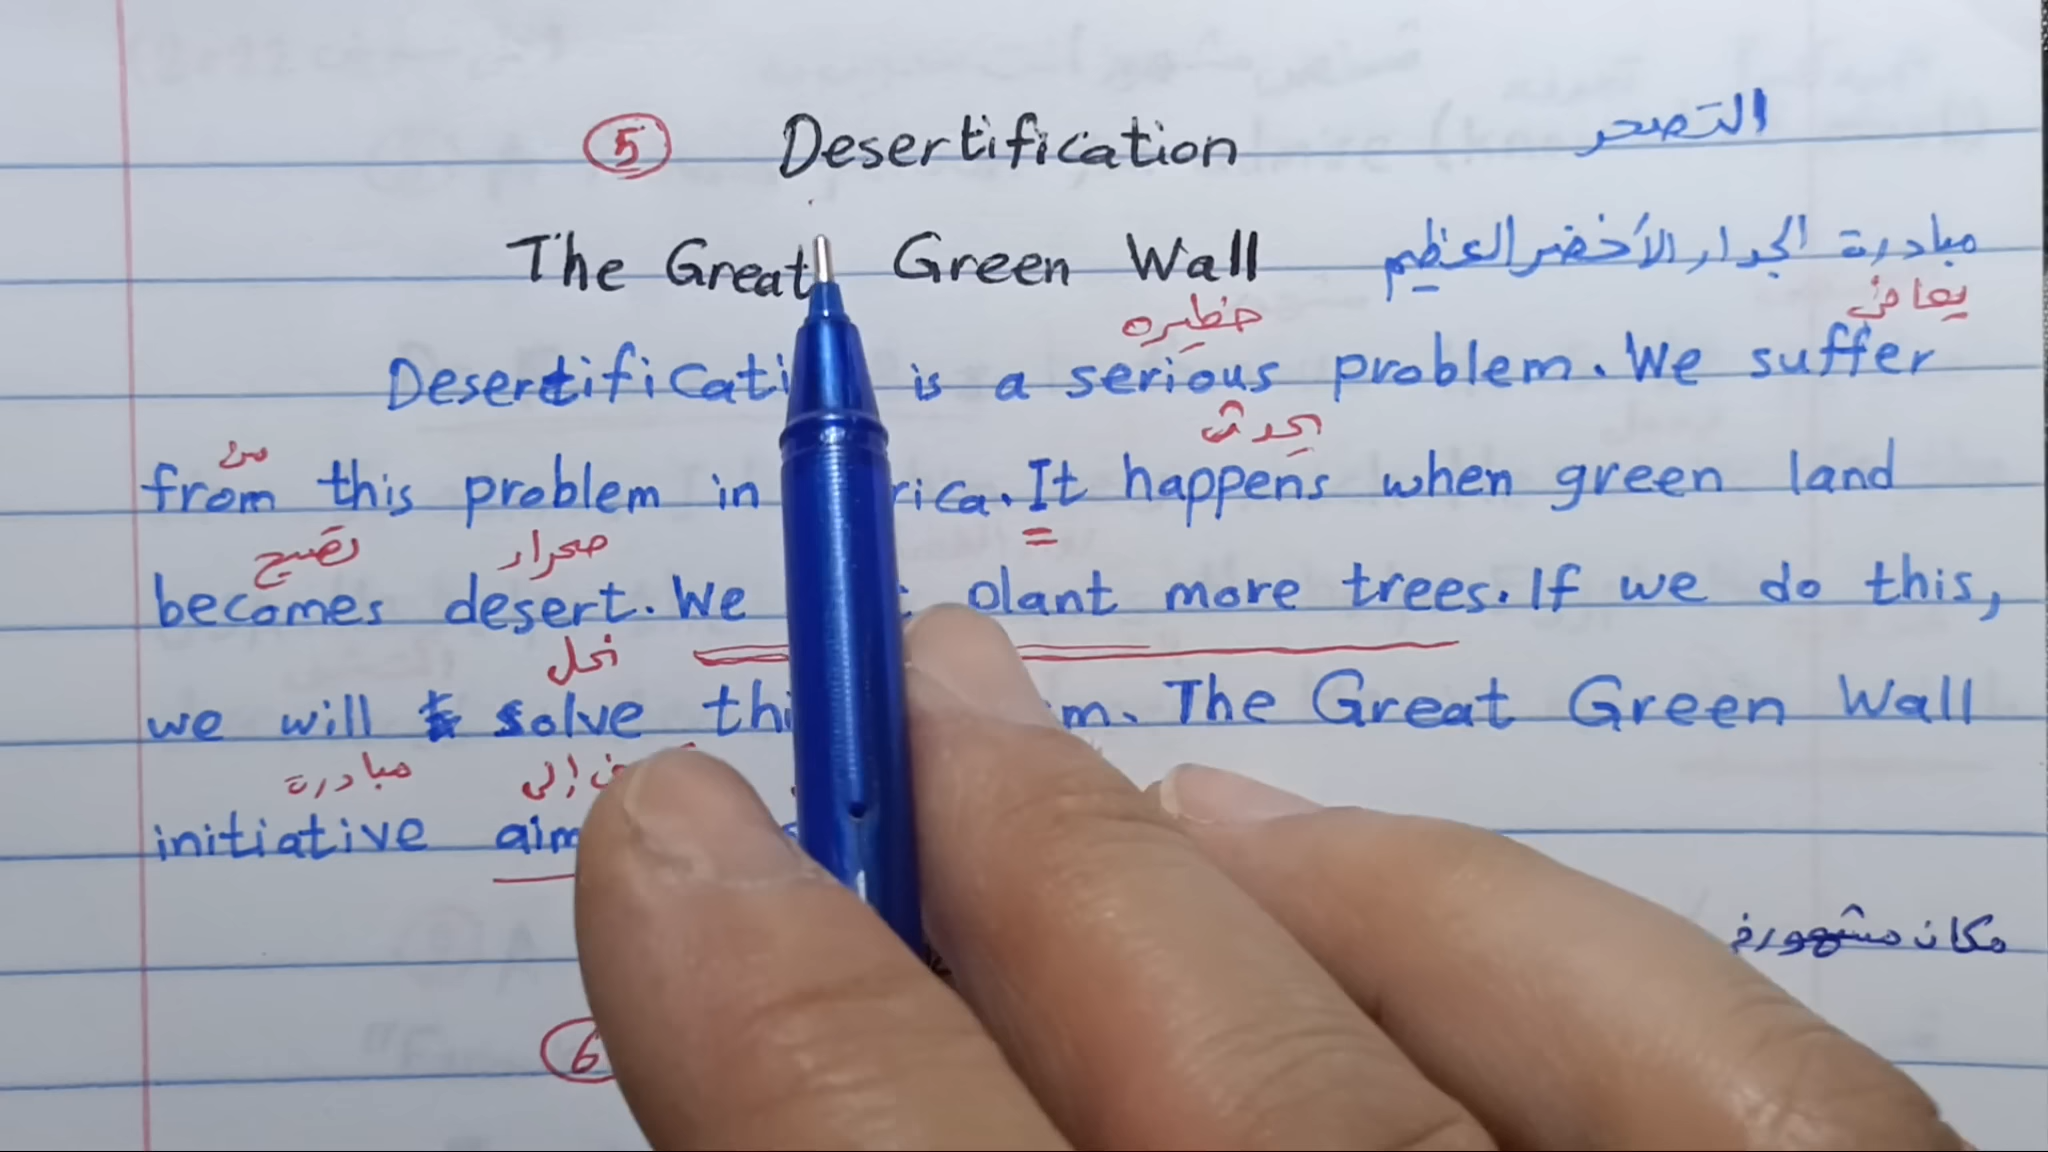 5 Desertification التصحر
The Great Green Wall مبادرة الجدار الأخضر العظيم
خطيره يعاني
is a serious problem. We suffer
من يحدث
from this problem in It happens when green land
تصبح صحراء
becomes desert. We plant more trees. If we do this,
نحل
we will solve The Great Green Wall
مبادرة إلى
initiative
مكان مشهور
6